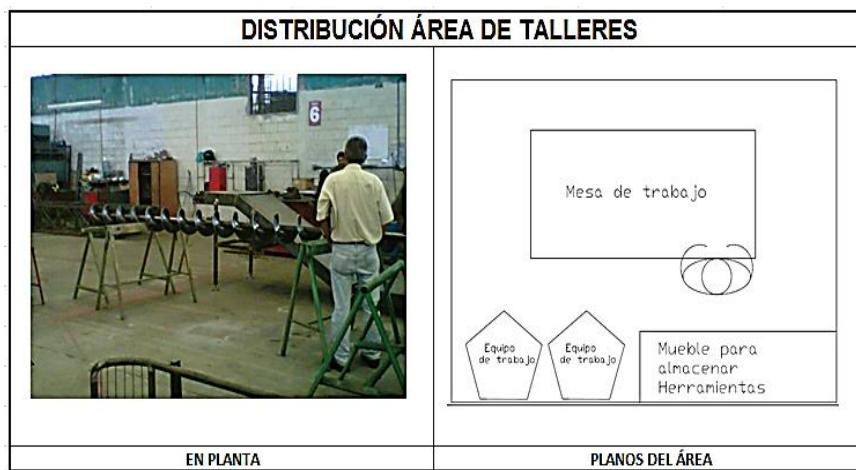 DISTRIBUCIÓN ÁREA DE TALLERES
6
Mesa de trabajo
Equipo
de trabajo
Equipo
de trabajo
Mueble para
almacenar
Herramientas
EN PLANTA
PLANOS DEL ÁREA